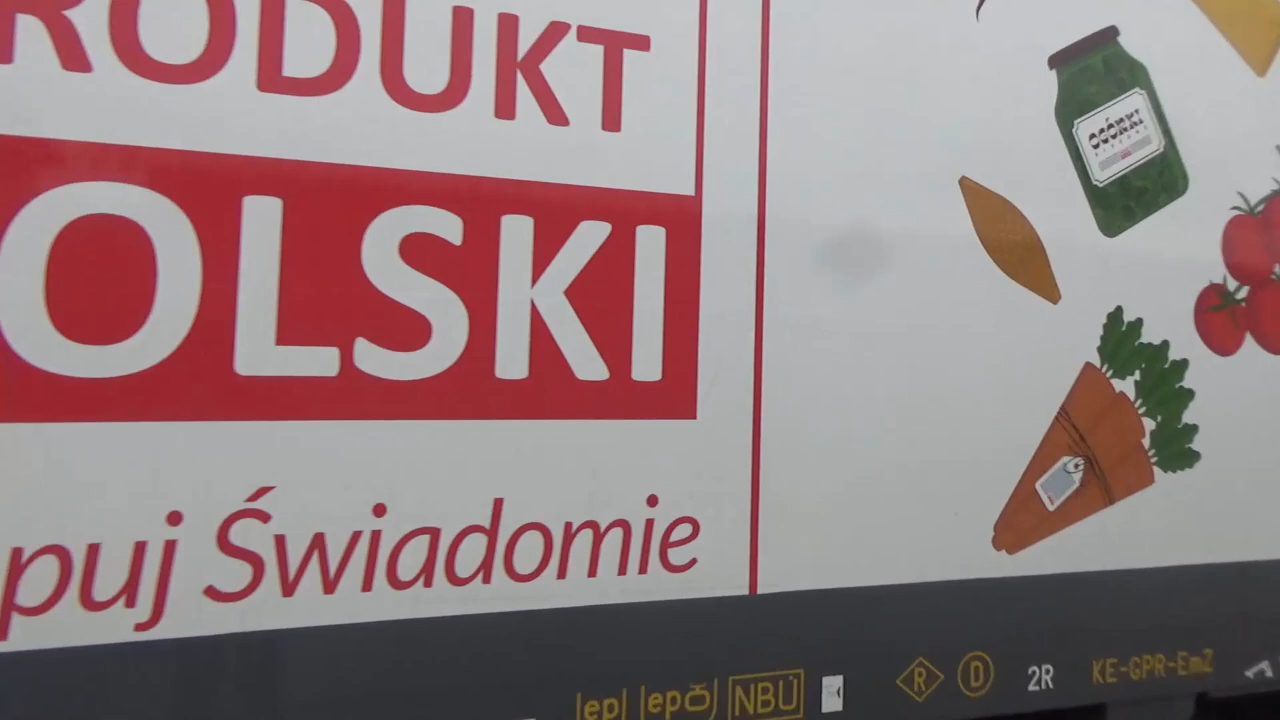 RODUKT
OLSKI
puj Świadomie
OGÓRKI
ep ep NBÜ R D 2R KE-GPR-EmZ